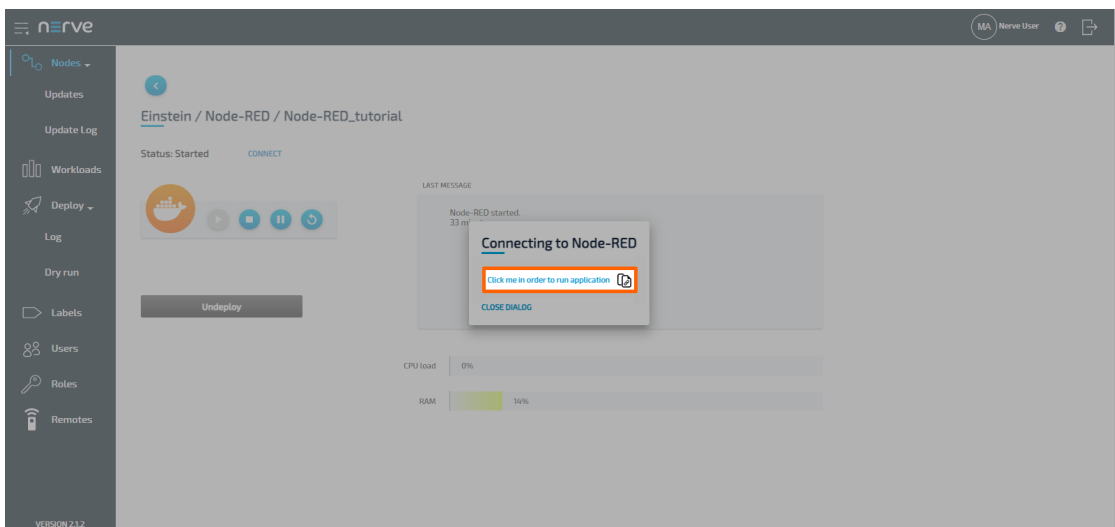 nerve
MA Nerve User
Nodes
Updates
Update Log
Workloads
Deploy
Log
Dry run
Labels
Users
Roles
Remotes
VERSION 2.1.2
Einstein / Node-RED / Node-RED_tutorial
Status: Started CONNECT
Undeploy
LAST MESSAGE
Node-RED started.
33
Connecting to Node-RED
Click me in order to run application
CLOSE DIALOG
CPU load 0%
RAM 14%